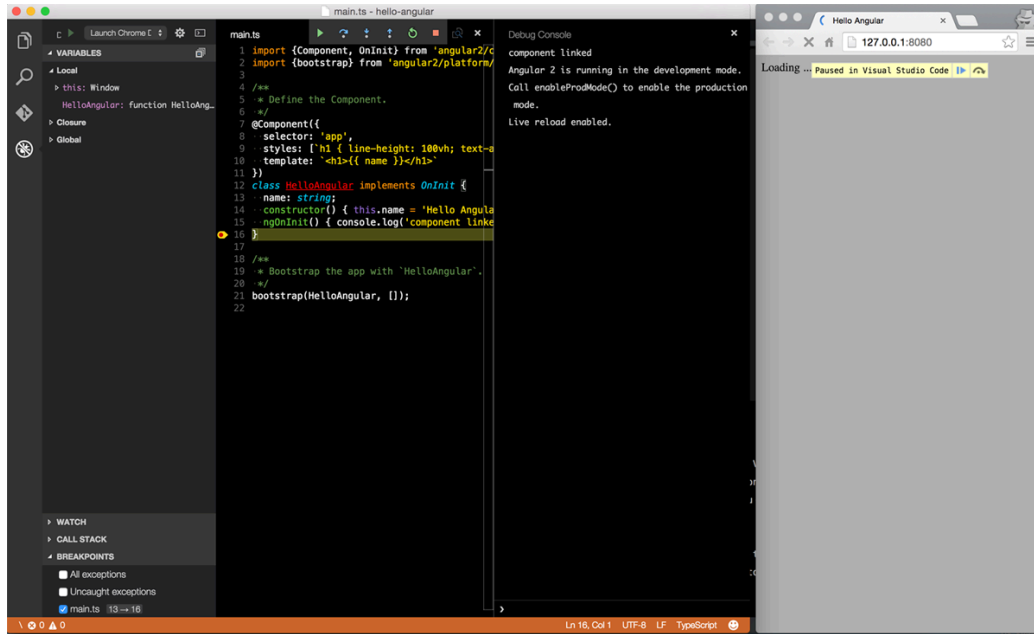 main.ts - hello-angular
Launch Chrome
VARIABLES
Local
this: Window
HelloAngular: function HelloAng…
Closure
Global
WATCH
CALL STACK
BREAKPOINTS
All exceptions
Uncaught exceptions
main.ts 13→16
0 0
main.ts
1 import {Component, OnInit} from 'angular2/c
2 import {bootstrap} from 'angular2/platform/
3
4 /**
5 * Define the Component.
6 */
7 @Component({
8 selector: 'app',
9 styles: [`h1 { line-height: 100vh; text-a
10 template: `<h1>{{ name }}</h1>`
11 })
12 class HelloAngular implements OnInit {
13 name: string;
14 constructor() { this.name = 'Hello Angula
15 ngOnInit() { console.log('component linke
16 }
17
18 /**
19 * Bootstrap the app with `HelloAngular`.
20 */
21 bootstrap(HelloAngular, []);
22
Debug Console
component linked
Angular 2 is running in the development mode.
Call enableProdMode() to enable the production
mode.
Live reload enabled.
Ln 16, Col 1 UTF-8 LF TypeScript
Hello Angular
127.0.0.1:8080
Loading ... Paused in Visual Studio Code